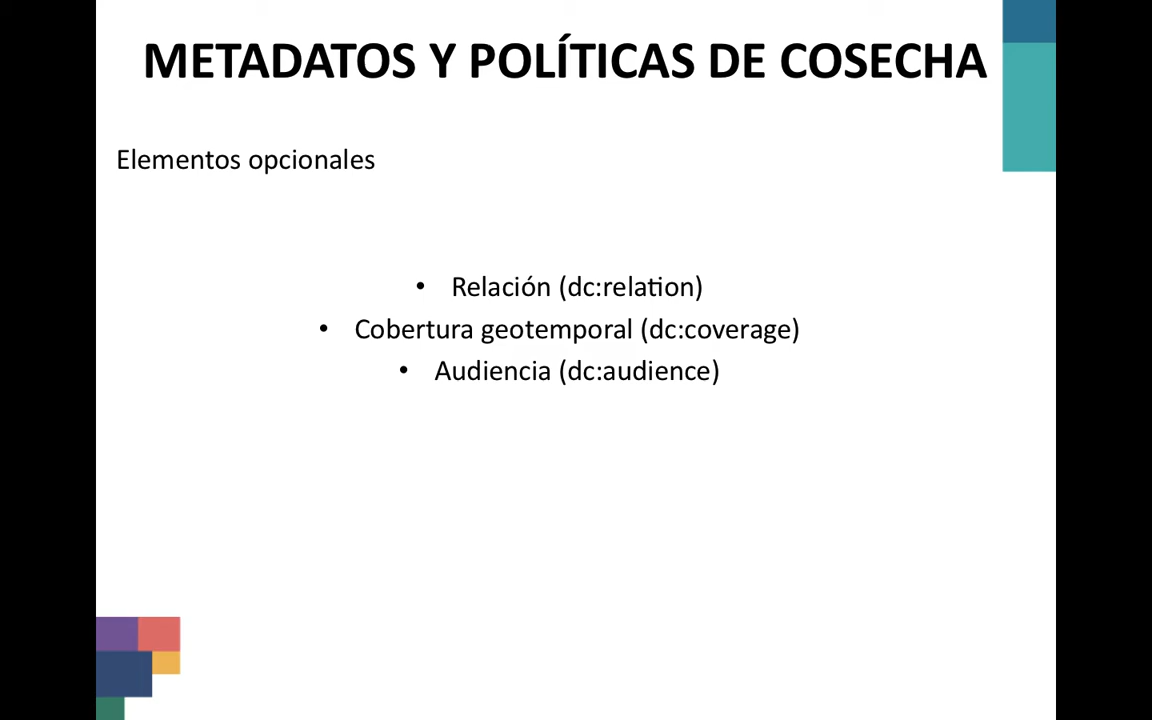 METADATOS Y POLÍTICAS DE COSECHA
Elementos opcionales
• Relación (dc:relation)
• Cobertura geotemporal (dc:coverage)
• Audiencia (dc:audience)